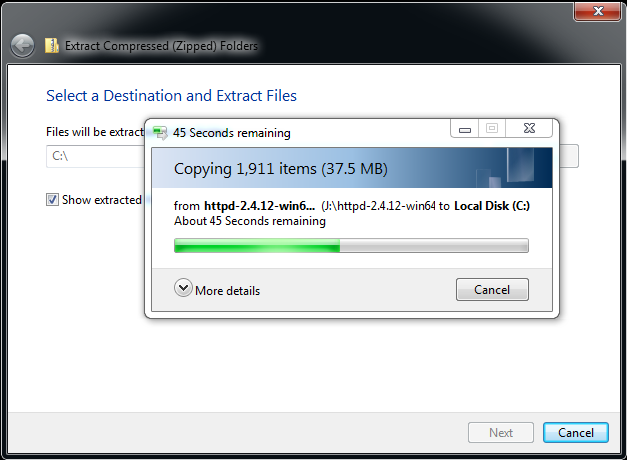 Extract Compressed (Zipped) Folders
Select a Destination and Extract Files
Files will be extract
C:\
Show extracted
45 Seconds remaining
Copying 1,911 items (37.5 MB)
from httpd-2.4.12-win6... (J:\httpd-2.4.12-win64 to Local Disk (C:)
About 45 Seconds remaining
More details
Cancel
Next
Cancel